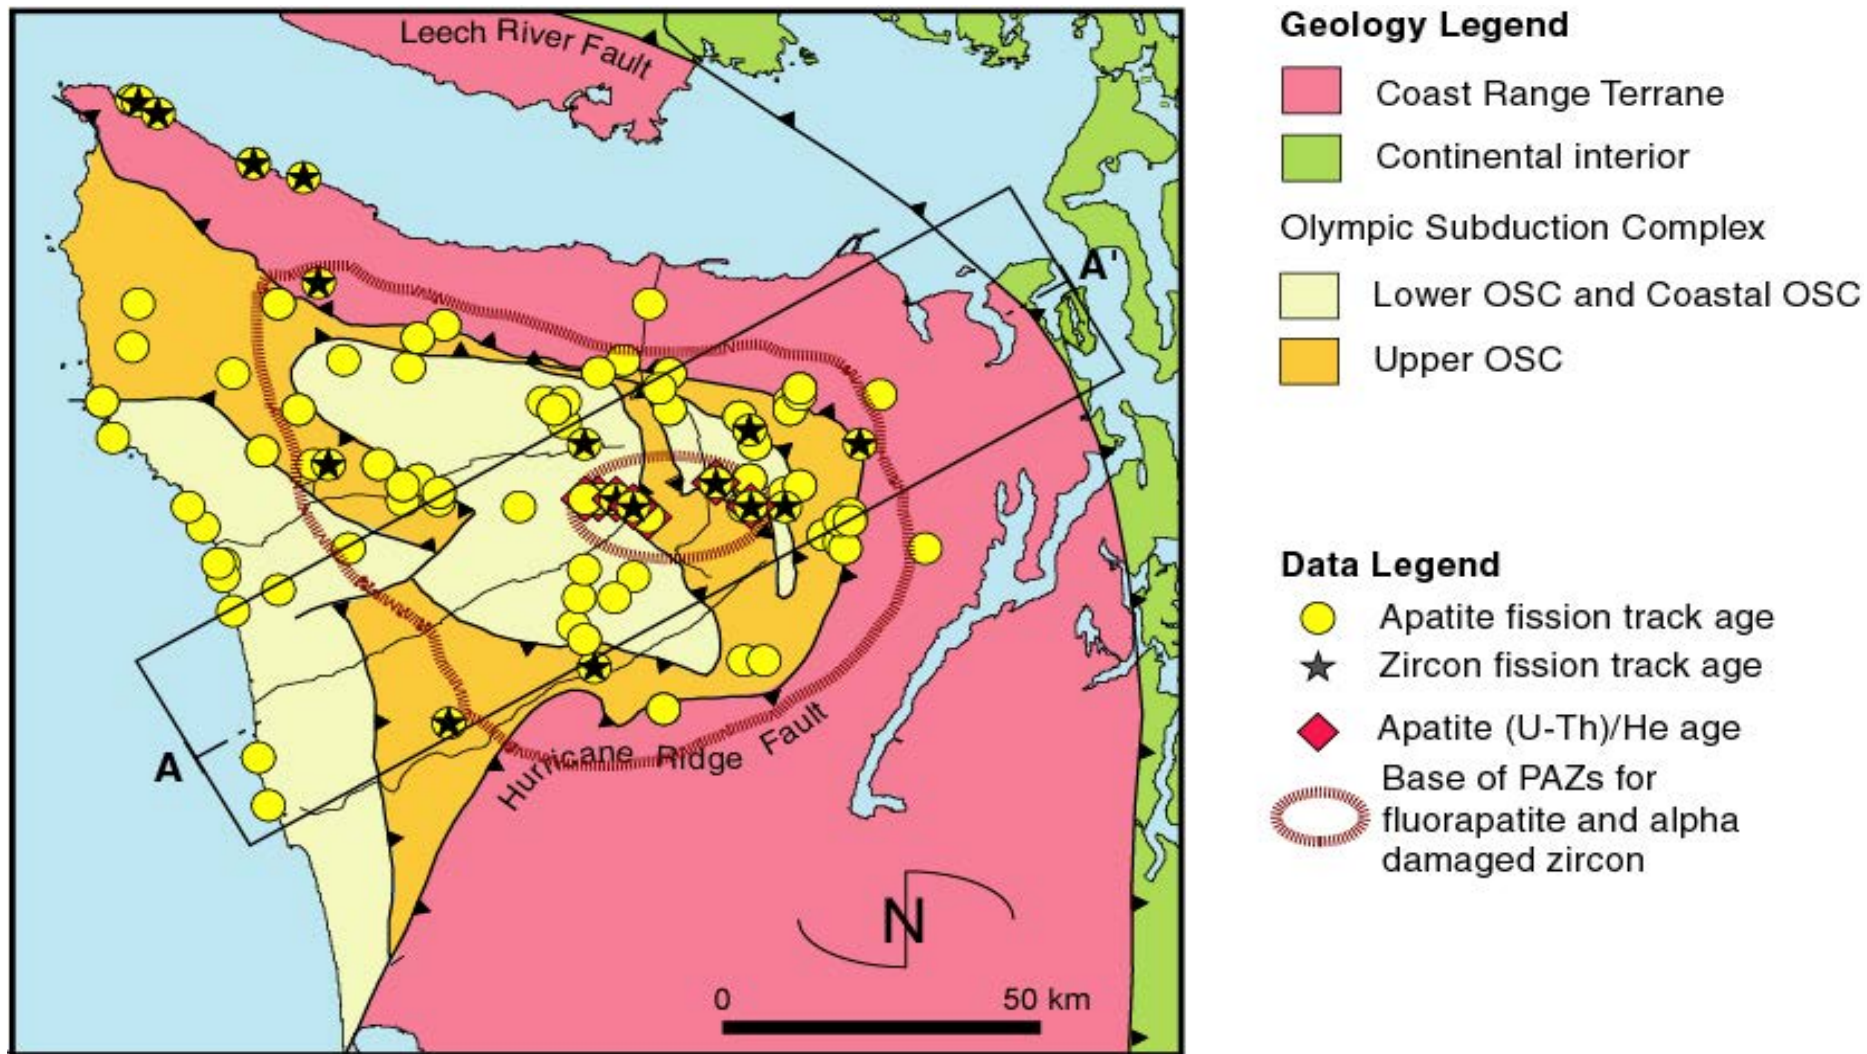 Leech River Fault
A'
A
Hurricane Ridge Fault
N
0 50 km
Geology Legend
Coast Range Terrane
Continental interior
Olympic Subduction Complex
Lower OSC and Coastal OSC
Upper OSC
Data Legend
Apatite fission track age
Zircon fission track age
Apatite (U-Th)/He age
Base of PAZs for
fluorapatite and alpha
damaged zircon